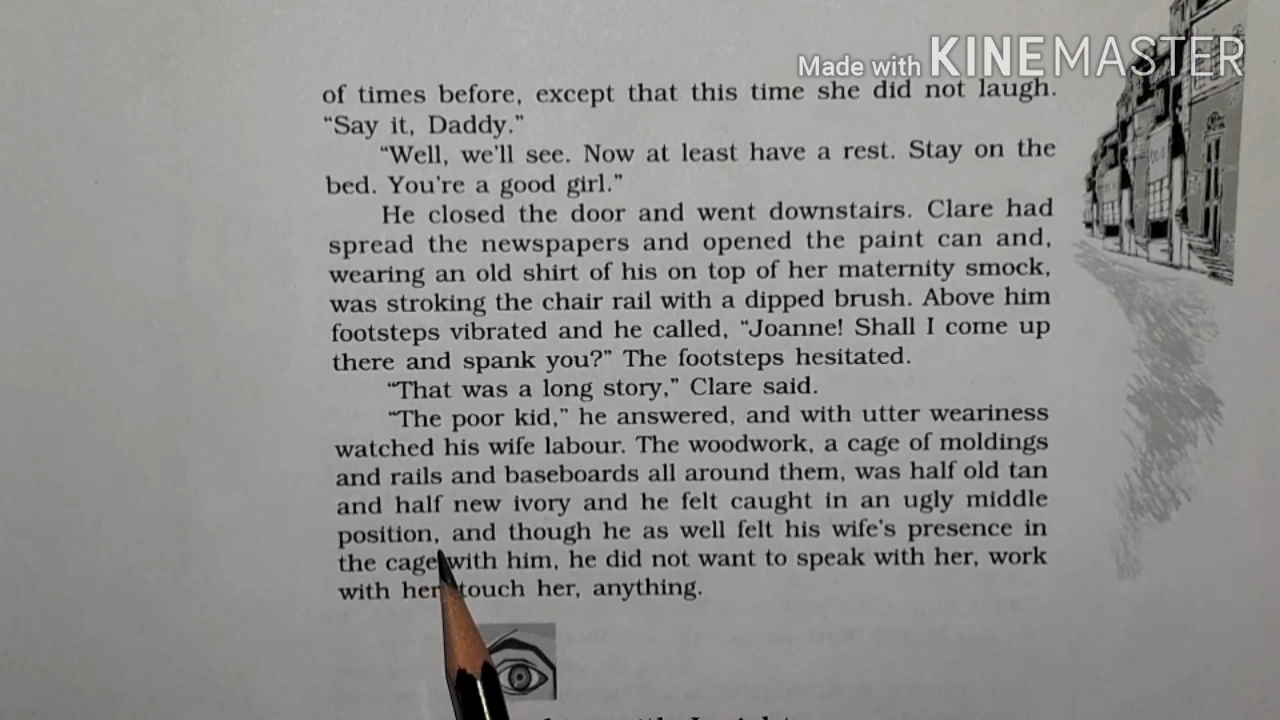 Made with KINEMASTER
of times before, except that this time she did not laugh.
“Say it, Daddy.”
“Well, we'll see. Now at least have a rest. Stay on the
bed. You're a good girl.”
He closed the door and went downstairs. Clare had
spread the newspapers and opened the paint can and,
wearing an old shirt of his on top of her maternity smock,
was stroking the chair rail with a dipped brush. Above him
footsteps vibrated and he called, “Joanne! Shall I come up
there and spank you?” The footsteps hesitated.
“That was a long story,” Clare said.
“The poor kid,” he answered, and with utter weariness
watched his wife labour. The woodwork, a cage of moldings
and rails and baseboards all around them, was half old tan
and half new ivory and he felt caught in an ugly middle
position, and though he as well felt his wife's presence in
the cage with him, he did not want to speak with her, work
with her touch her, anything.